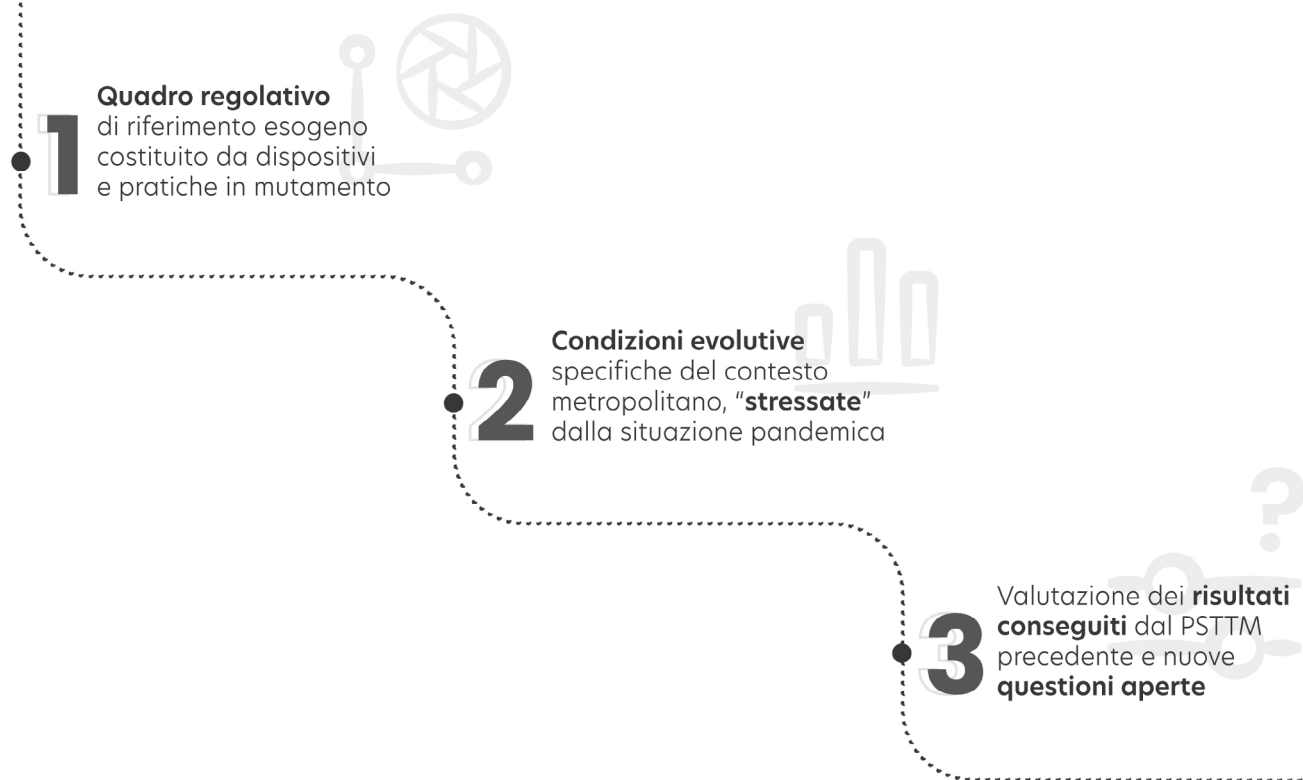 1
Quadro regolativo
di riferimento esogeno
costituito da dispositivi
e pratiche in mutamento
2
Condizioni evolutive
specifiche del contesto
metropolitano, “stressate”
dalla situazione pandemica
?
3
Valutazione dei risultati
conseguiti dal PSTTM
precedente e nuove
questioni aperte